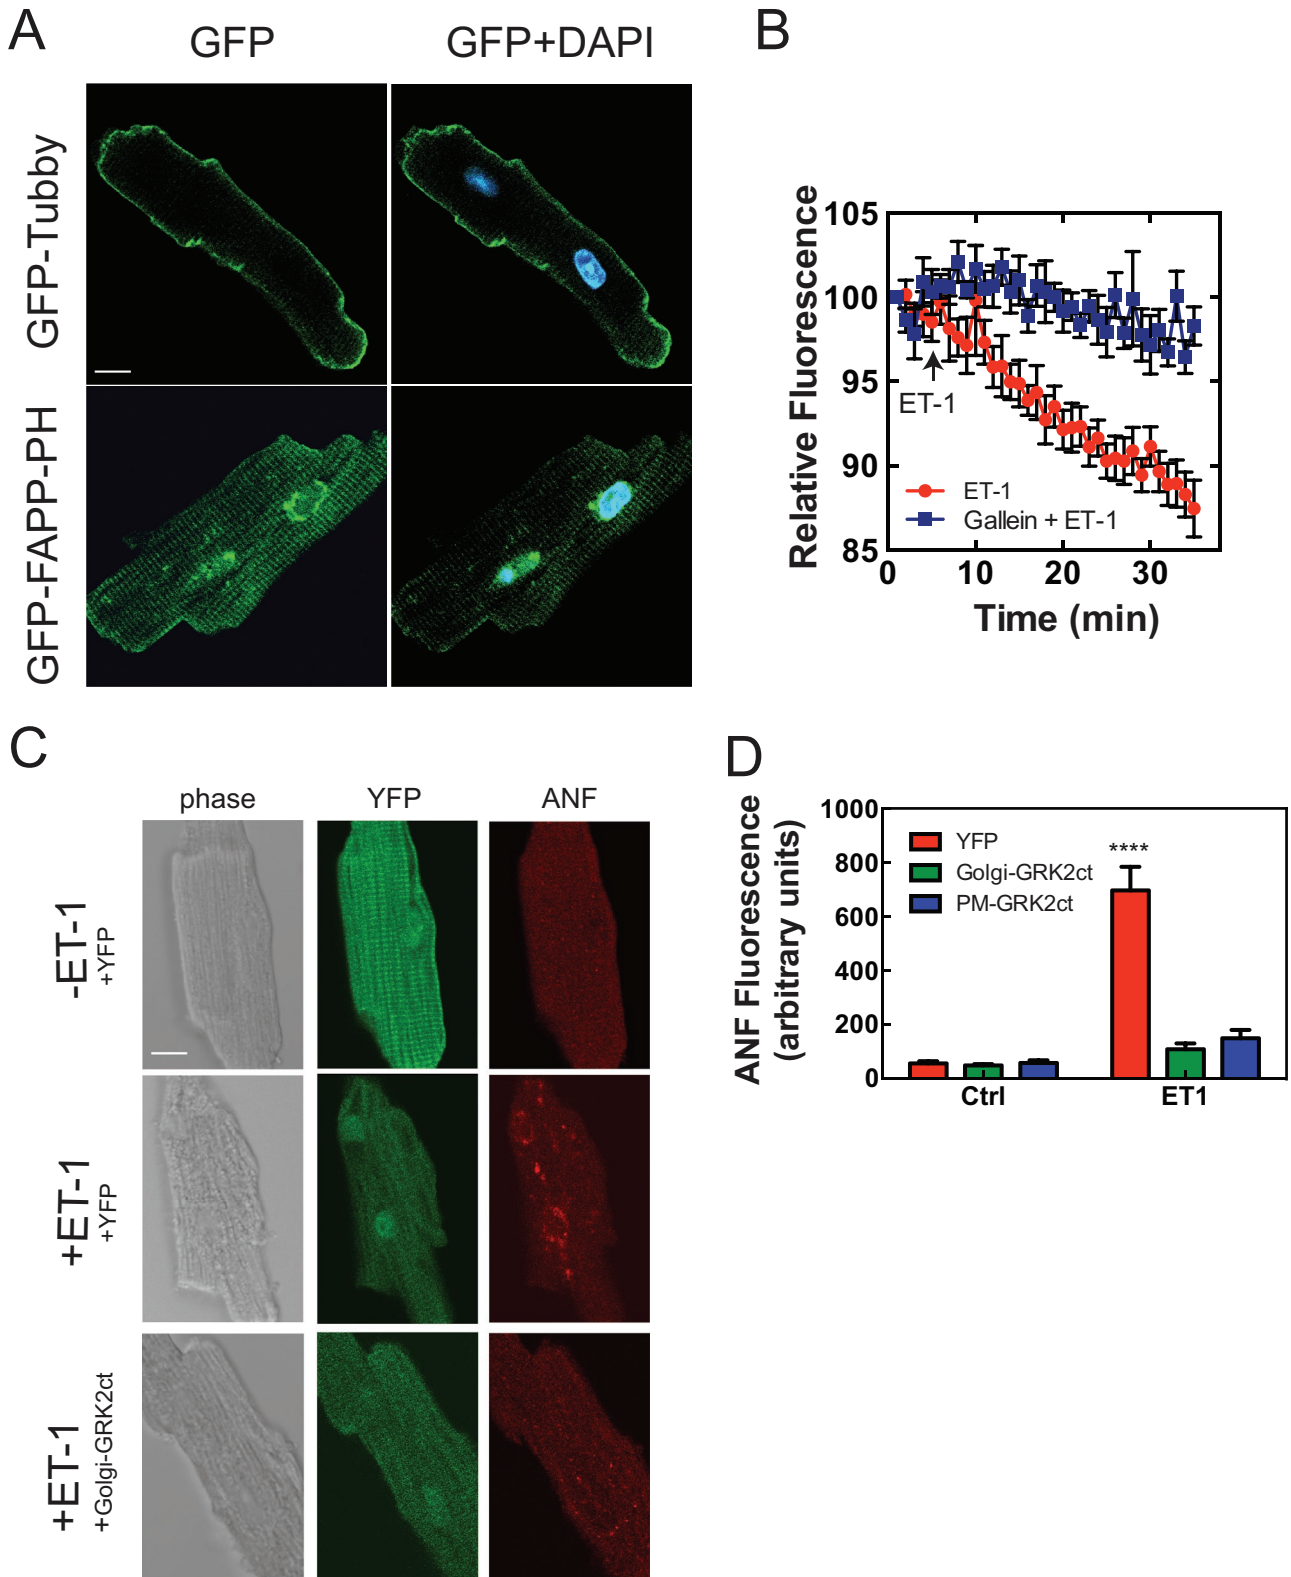 A
GFP
GFP+DAPI
GFP-Tubby
GFP-FAPP-PH
B
Relative Fluorescence
105
100
95
90
85
ET-1
ET-1
Gallein + ET-1
0
10
20
30
Time (min)
C
phase
YFP
ANF
-ET-1
+YFP
+ET-1
+YFP
+ET-1
+Golgi-GRK2ct
D
ANF Fluorescence
(arbitrary units)
1000
800
600
400
200
0
YFP
Golgi-GRK2ct
PM-GRK2ct
****
Ctrl
ET1